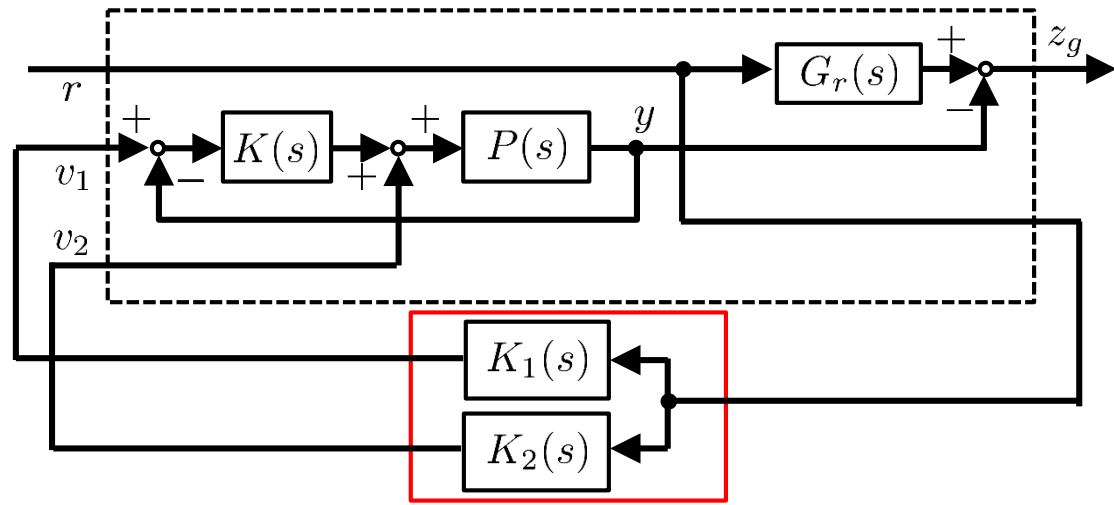 + z_g
r G_r(s)
−
+ + y
K(s) P(s)
v_1 − +
v_2
K_1(s)
K_2(s)